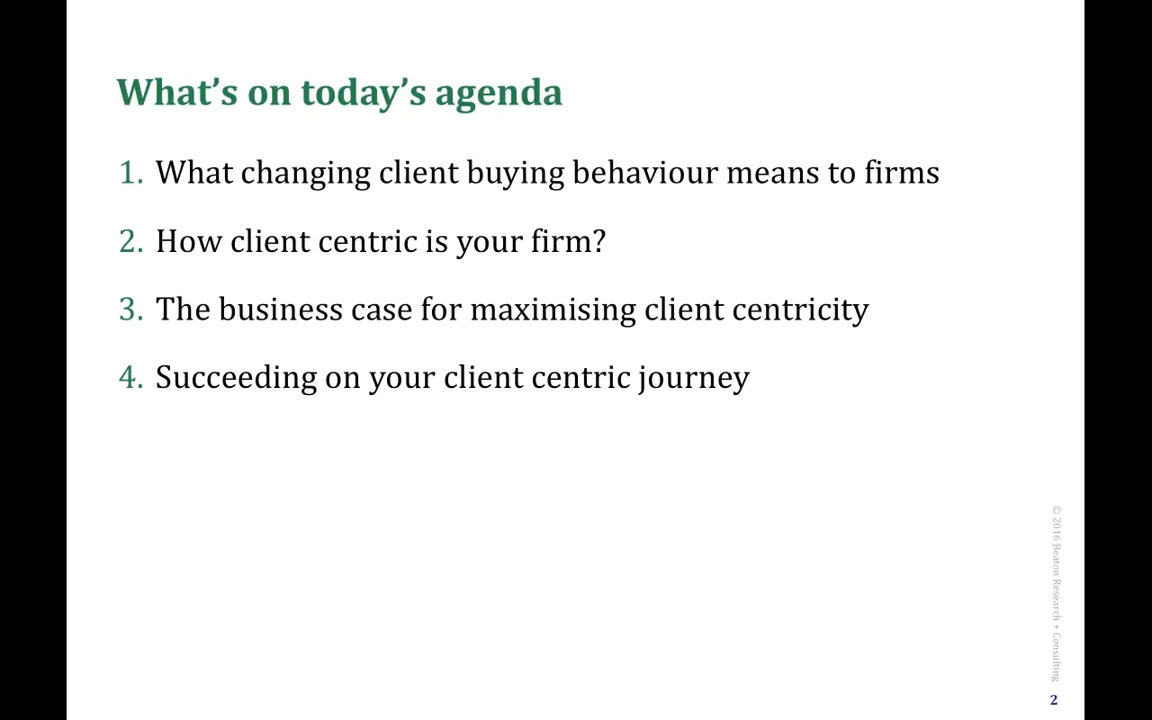 What’s on today’s agenda
1. What changing client buying behaviour means to firms
2. How client centric is your firm?
3. The business case for maximising client centricity
4. Succeeding on your client centric journey
© 2016 Beaton Research + Consulting
2